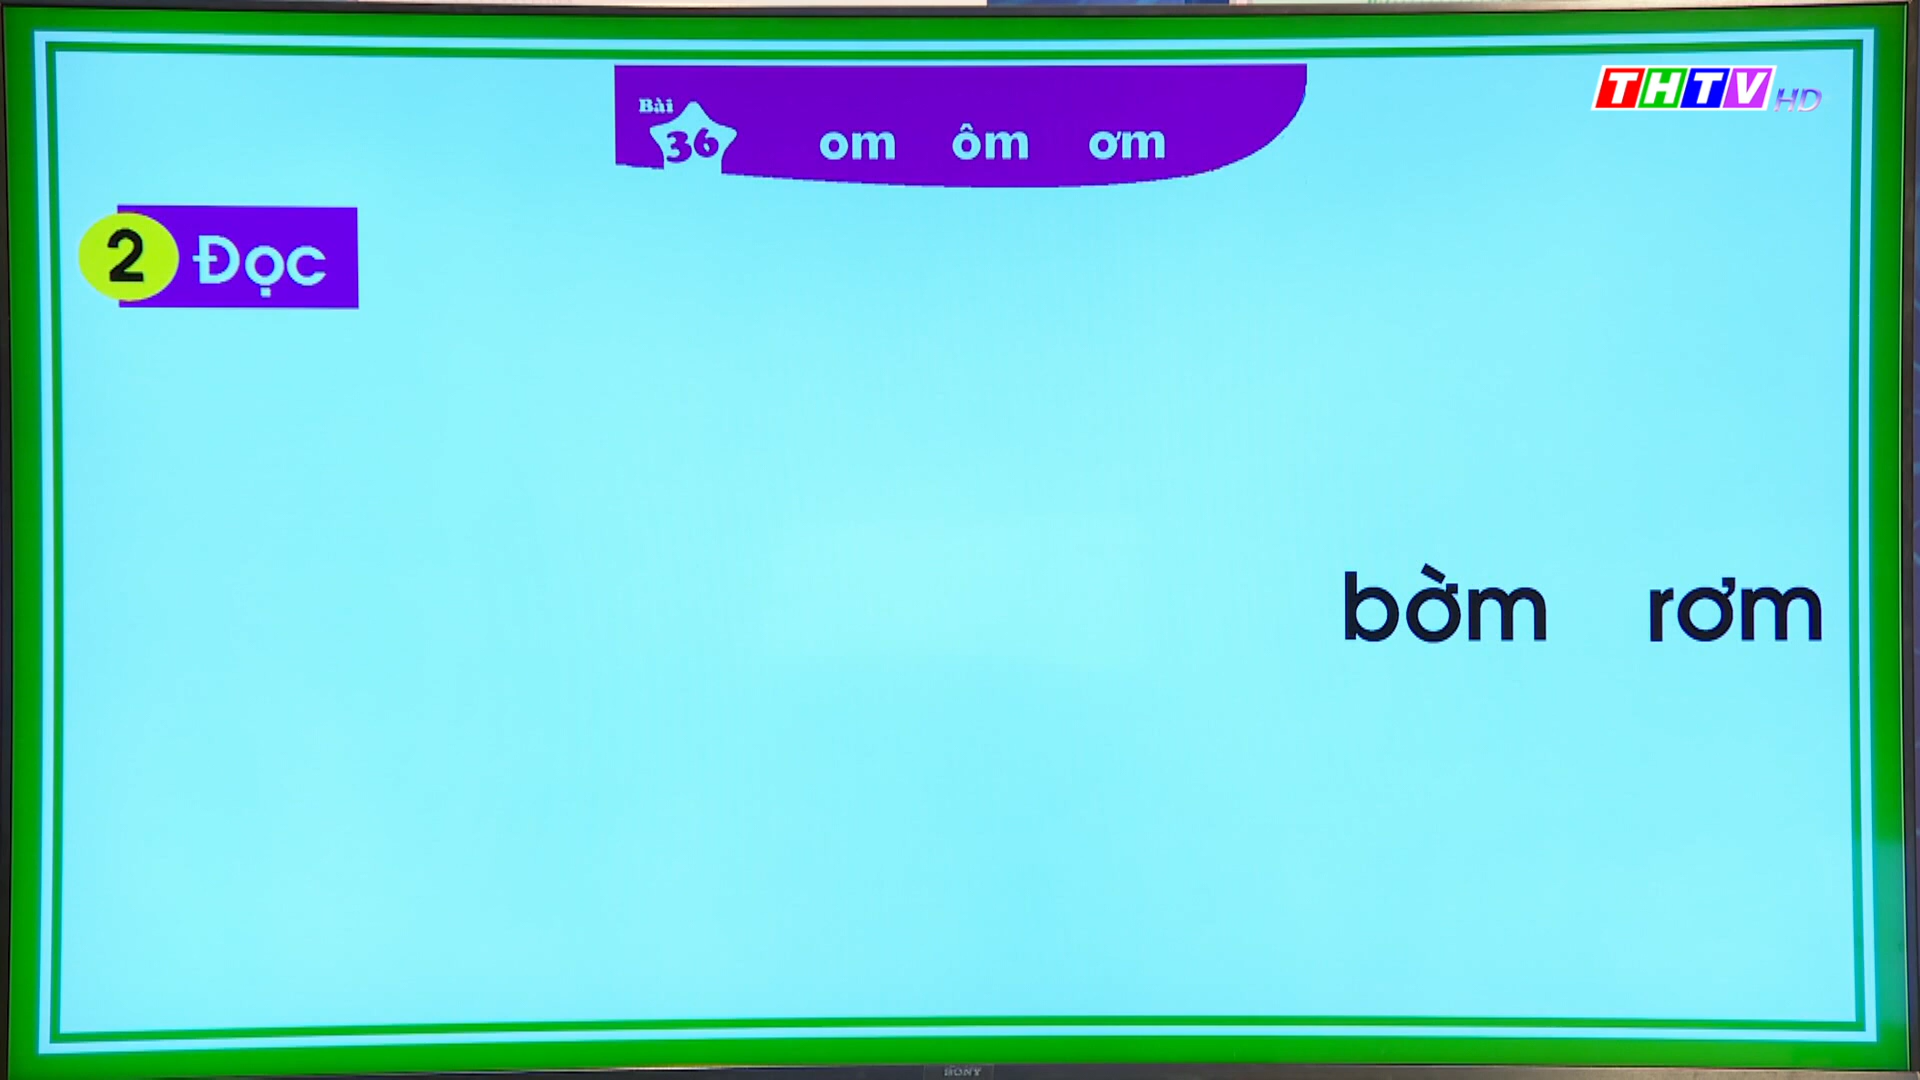 THTV HD
Bài
36 om ôm ơm
2 Đọc
bờm rơm
SONY